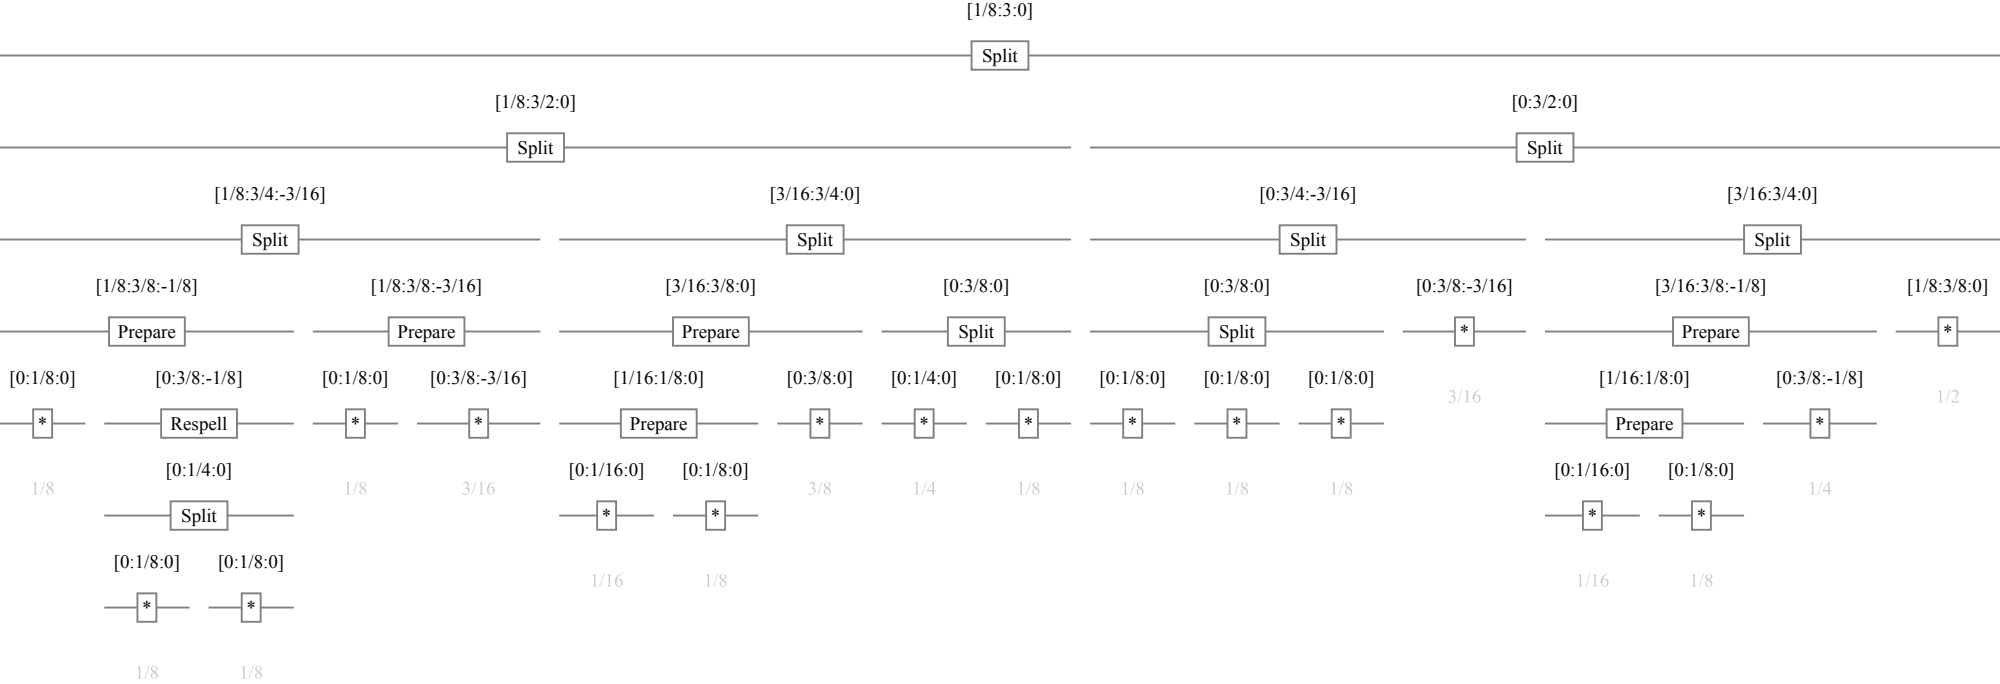 [1/8:3:0]
Split
[1/8:3/2:0] [0:3/2:0]
Split Split
[1/8:3/4:-3/16] [3/16:3/4:0] [0:3/4:-3/16] [3/16:3/4:0]
Split Split Split Split
[1/8:3/8:-1/8] [1/8:3/8:-3/16] [3/16:3/8:0] [0:3/8:0] [0:3/8:0] [0:3/8:-3/16] [3/16:3/8:-1/8] [1/8:3/8:0]
Prepare Prepare Prepare Split Split * Prepare *
[0:1/8:0] [0:3/8:-1/8] [0:1/8:0] [0:3/8:-3/16] [1/16:1/8:0] [0:3/8:0] [0:1/4:0] [0:1/8:0] [0:1/8:0] [0:1/8:0] [0:1/8:0] 3/16 [1/16:1/8:0] [0:3/8:-1/8] 1/2
* Respell * * Prepare * * * * * * Prepare *
[0:1/4:0] [0:1/16:0] [0:1/8:0] [0:1/16:0] [0:1/8:0]
1/8 1/8 3/16 3/8 1/4 1/8 1/8 1/8 1/8 1/4
Split * * * *
[0:1/8:0] [0:1/8:0] 1/16 1/8 1/16 1/8
* *
1/8 1/8